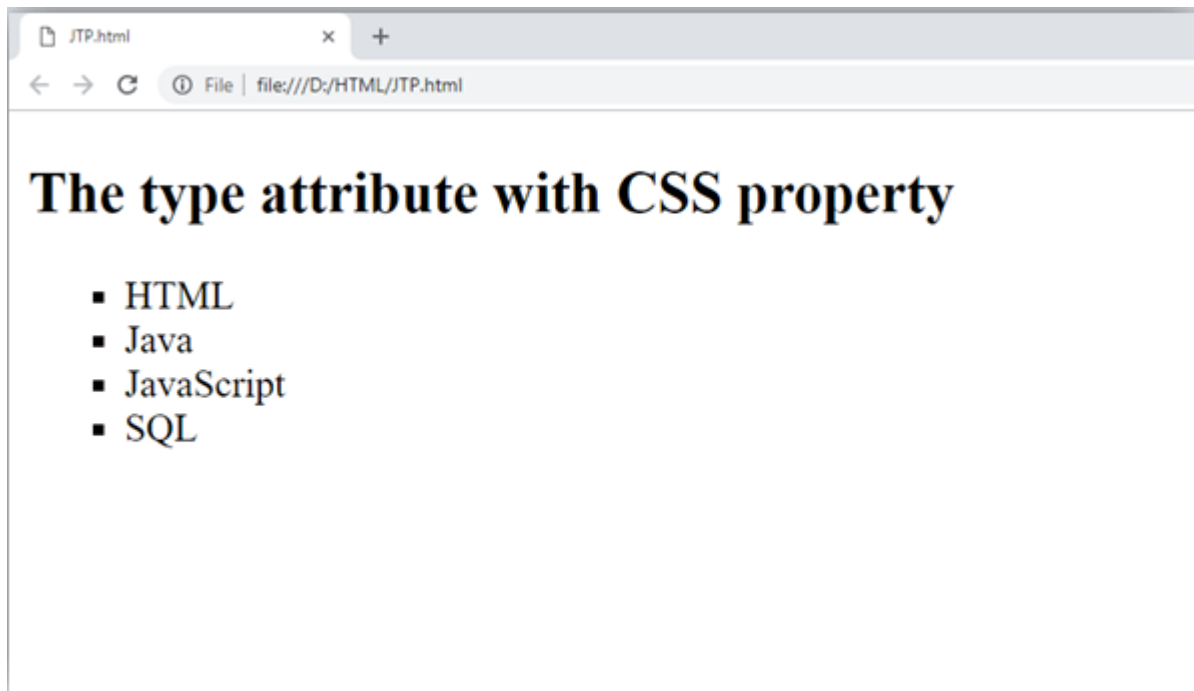 JTP.html
File | file:///D:/HTML/JTP.html
The type attribute with CSS property
HTML
Java
JavaScript
SQL